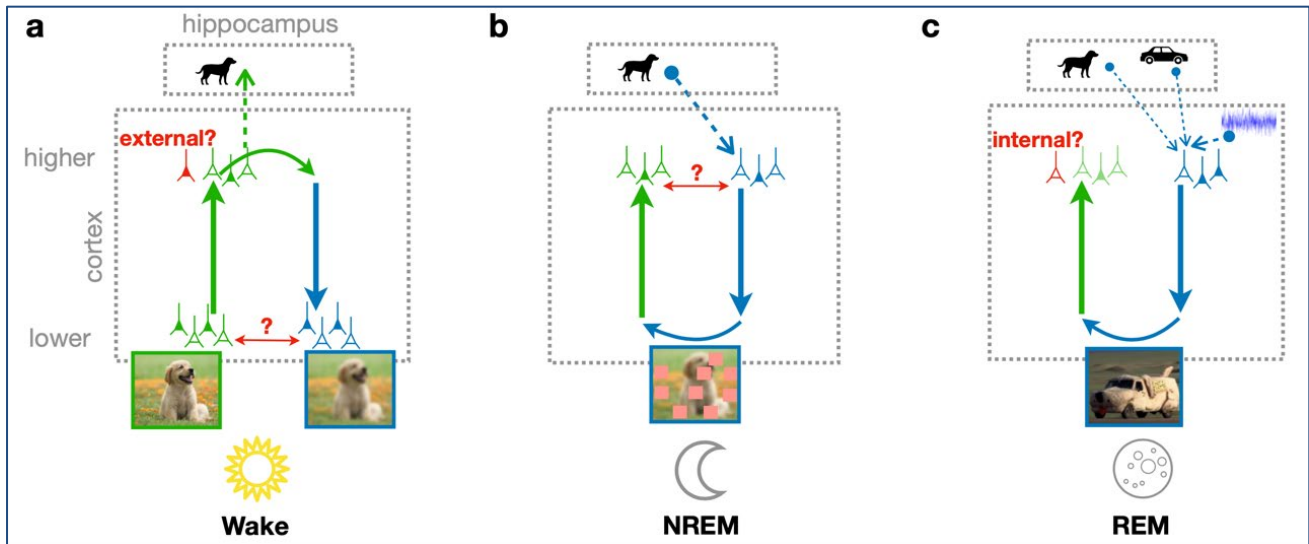 a
hippocampus
external?
higher
cortex
lower
?
Wake
b
?
NREM
c
internal?
REM